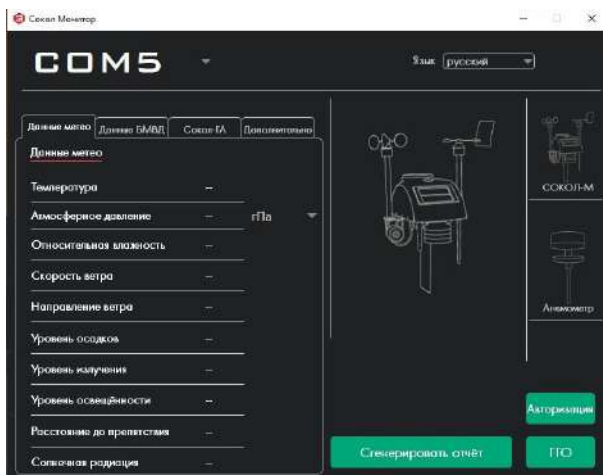 Сокол Монитор
COM5
Язык русский
Данные метео Данные БМВД Сокол-ГА Дополнительно
Данные метео
Температура --
Атмосферное давление -- гПа
Относительная влажность --
Скорость ветра --
Направление ветра --
Уровень осадков --
Уровень излучения --
Уровень освещённости --
Расстояние до препятствия --
Солнечная радиация --
СОКОЛ-М
Анемометр
Авторизация
Сгенерировать отчёт
ГГО